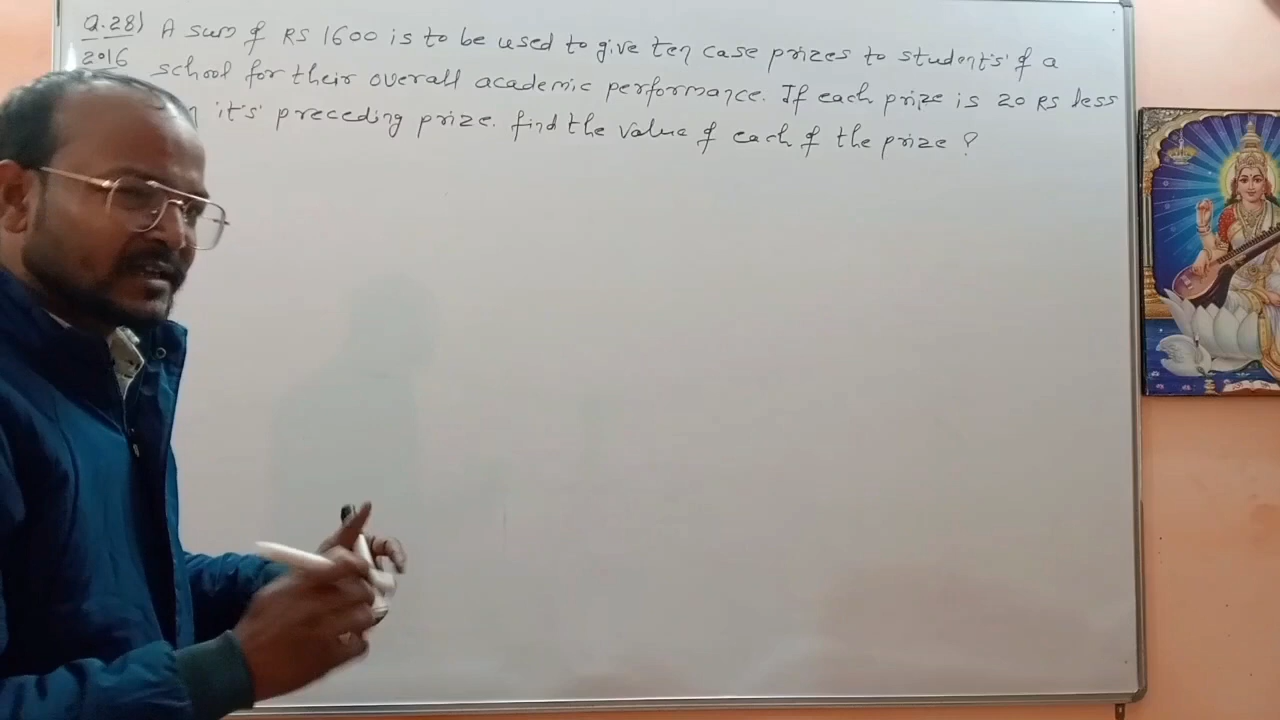 Q.28) A sum of RS 1600 is to be used to give ten case prizes to students' of a
2016 school for their overall academic performance. If each prize is 20 RS less
it's' preceding prize. find the value of each of the prize ?